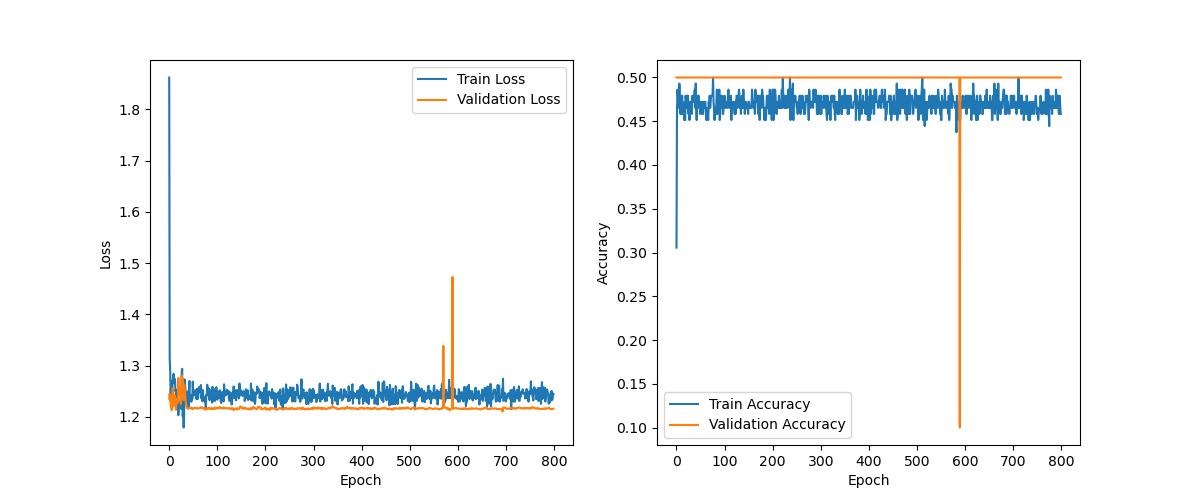 Train Loss
Validation Loss
1.8
1.7
1.6
1.5
1.4
1.3
1.2
Loss
0 100 200 300 400 500 600 700 800
Epoch
0.50
0.45
0.40
0.35
0.30
0.25
0.20
0.15
0.10
Accuracy
Train Accuracy
Validation Accuracy
0 100 200 300 400 500 600 700 800
Epoch